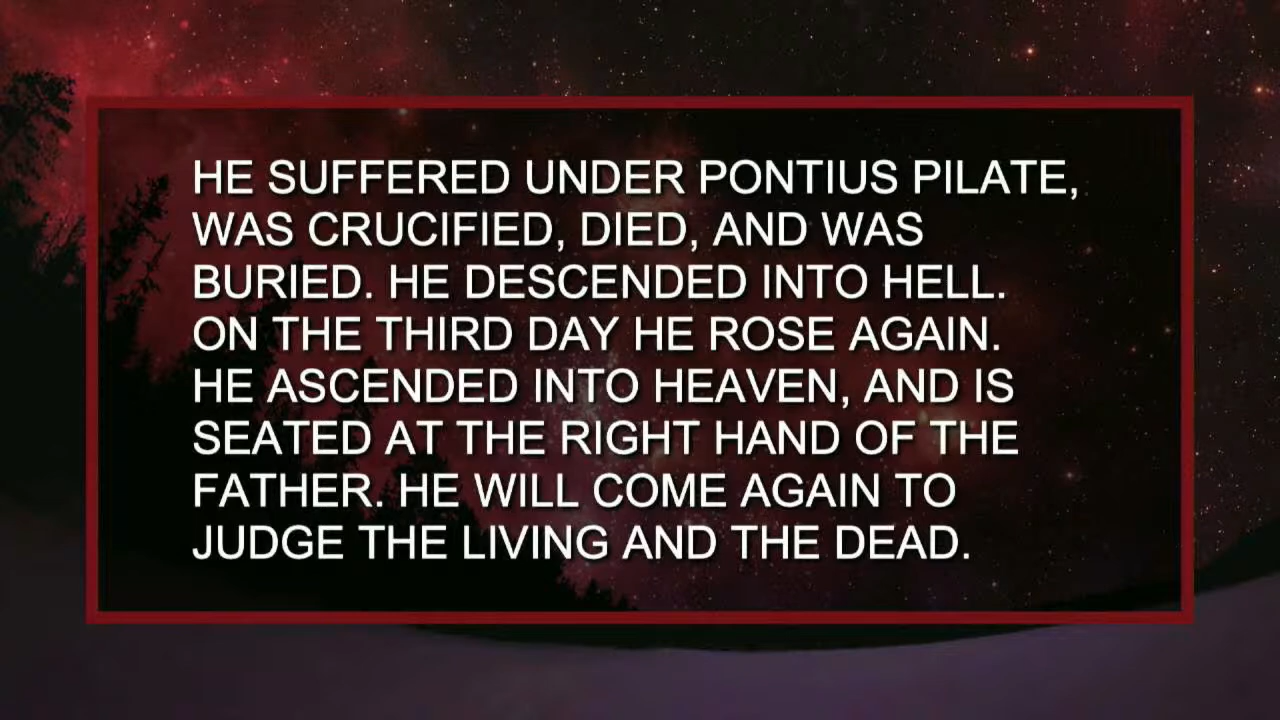 HE SUFFERED UNDER PONTIUS PILATE,
WAS CRUCIFIED, DIED, AND WAS
BURIED. HE DESCENDED INTO HELL.
ON THE THIRD DAY HE ROSE AGAIN.
HE ASCENDED INTO HEAVEN, AND IS
SEATED AT THE RIGHT HAND OF THE
FATHER. HE WILL COME AGAIN TO
JUDGE THE LIVING AND THE DEAD.